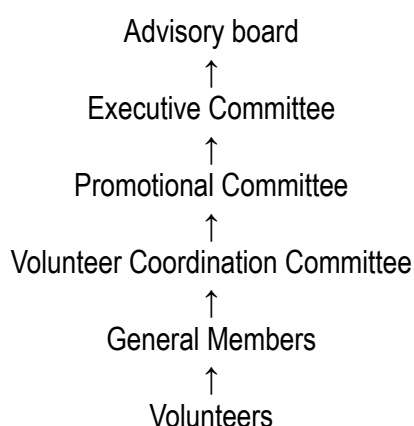 Advisory board
↑
Executive Committee
↑
Promotional Committee
↑
Volunteer Coordination Committee
↑
General Members
↑
Volunteers